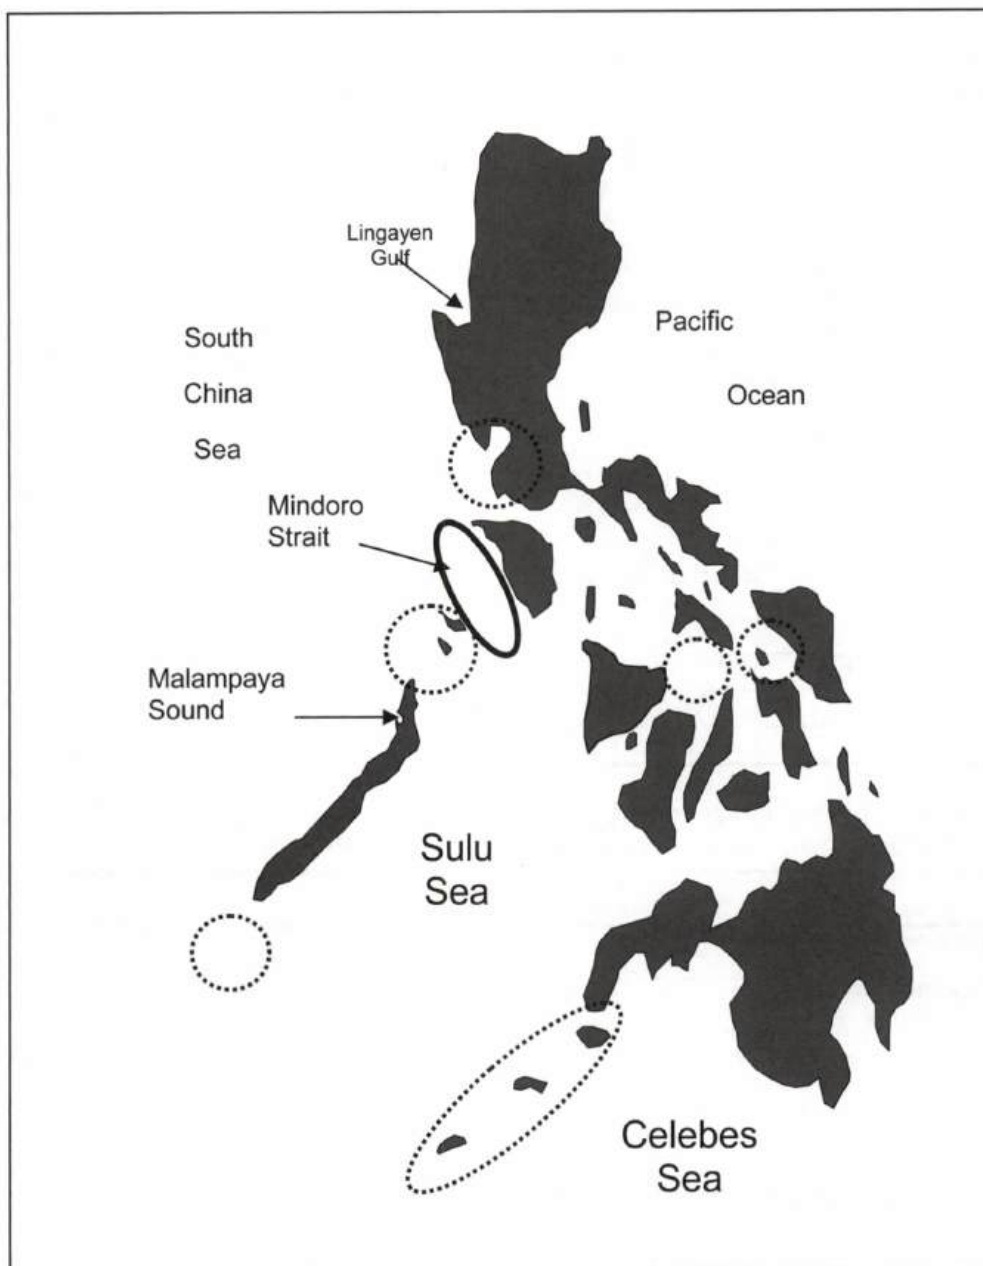 Lingayen
Gulf
South
China
Sea
Pacific
Ocean
Mindoro
Strait
Malampaya
Sound
Sulu
Sea
Celebes
Sea